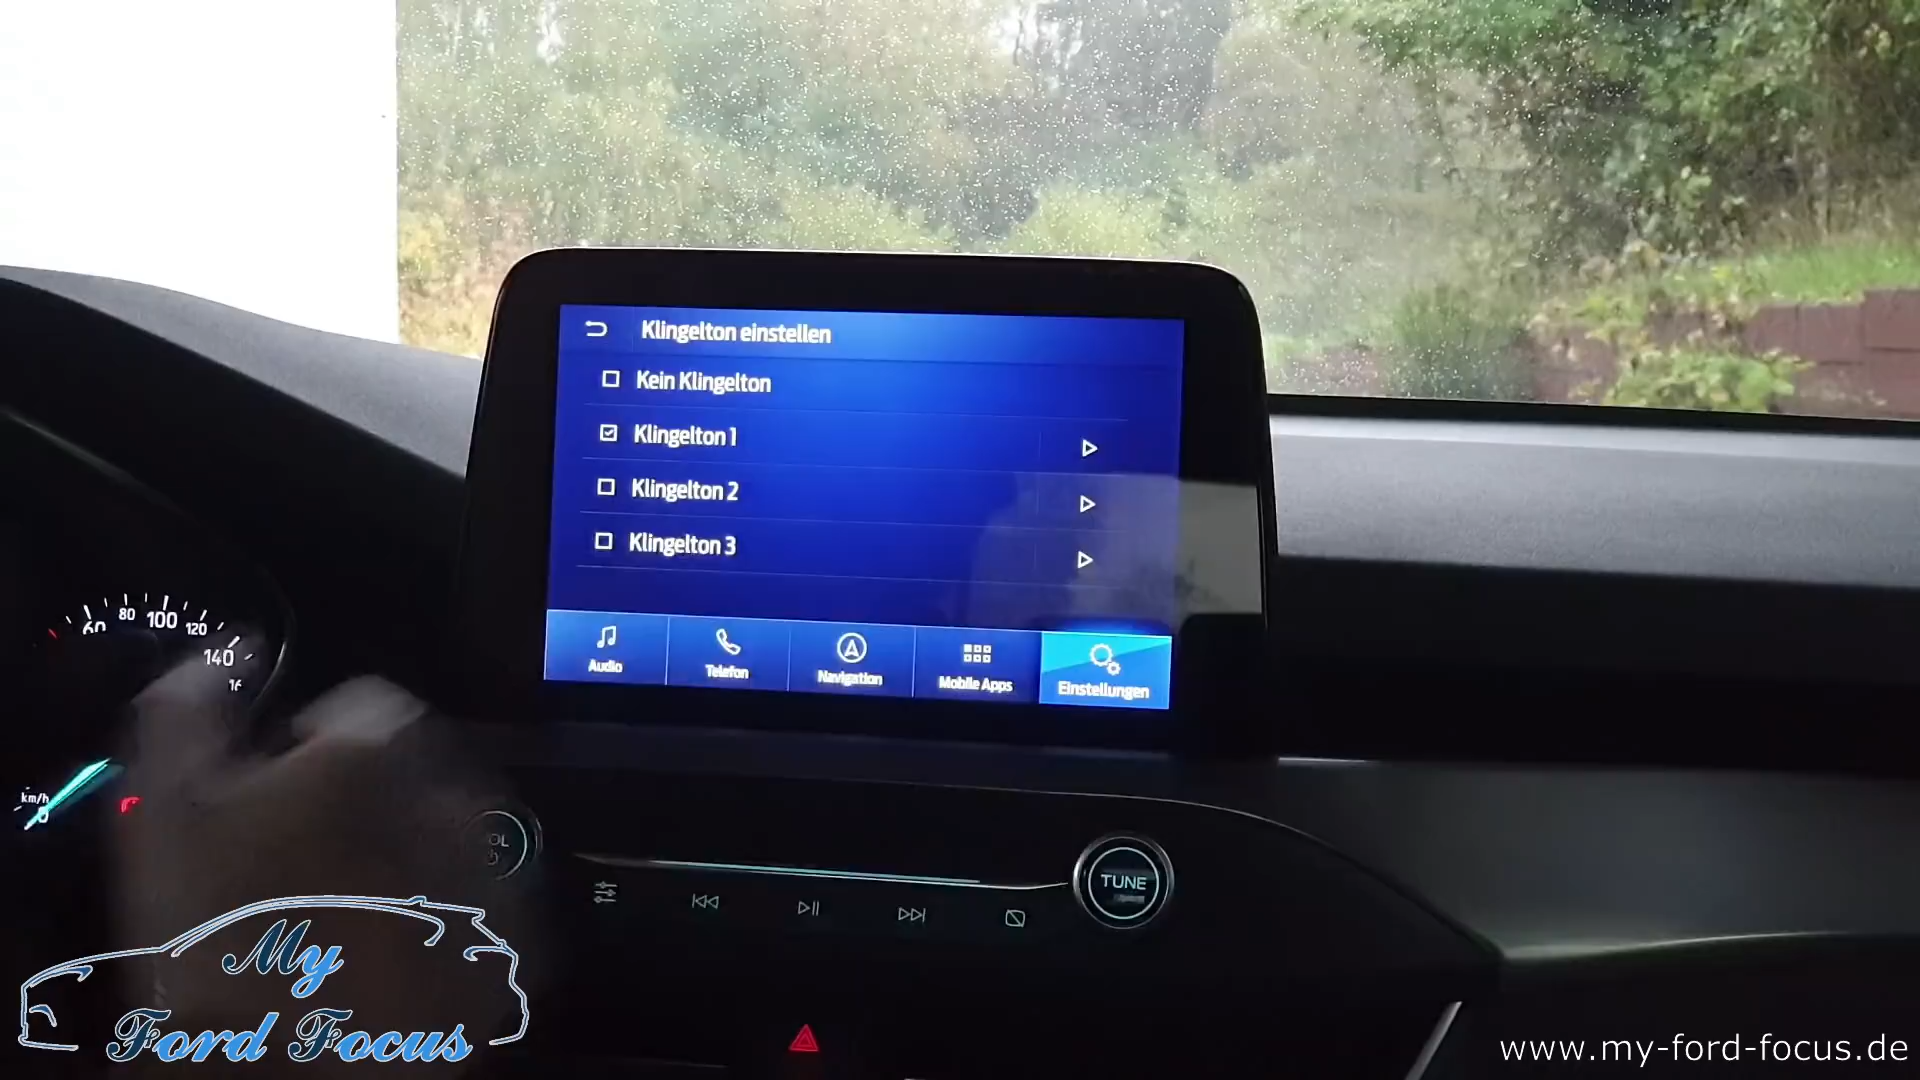 Klingelton einstellen
Kein Klingelton
Klingelton 1
Klingelton 2
Klingelton 3
Audio
Telefon
Navigation
Mobile Apps
Einstellungen
80
100
120
140
km/h
0
TUNE
My
Ford Focus
www.my-ford-focus.de